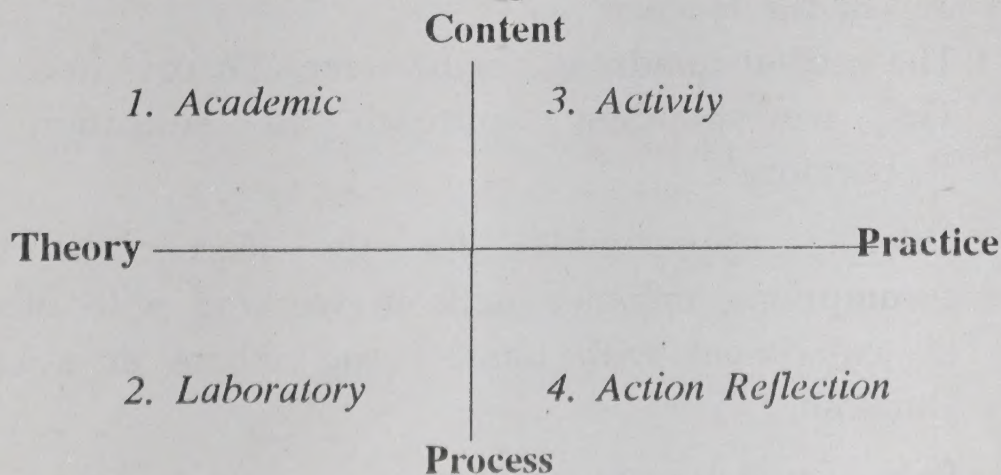 Content
1. Academic 3. Activity
Theory Practice
2. Laboratory 4. Action Reflection
Process